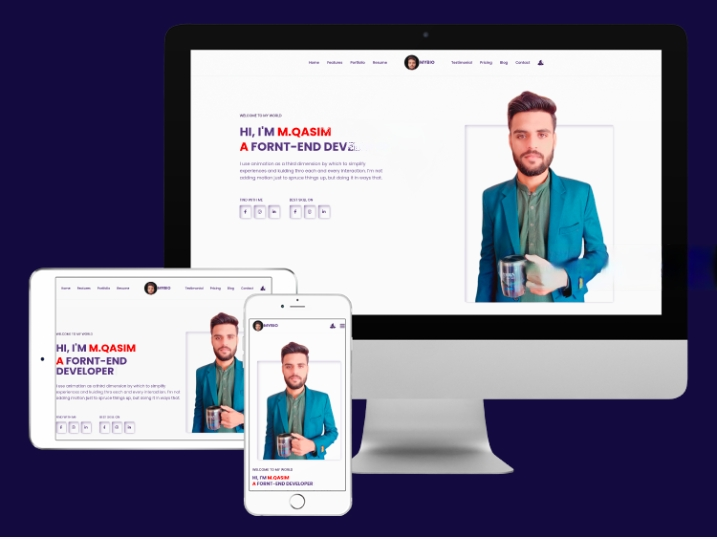 Home Features Portfolio Resume MYBIO Testimonial Pricing Blog Contact
WELCOME TO MY WORLD
HI, I'M M.QASIM
A FORNT-END DEV
I use animation as a third dimension by which to simplify
experiences and kuiding thro each and every interaction. I'm not
adding motion just to spruce things up, but doing it in ways that.
FIND WITH ME BEST SKILL ON
Home Features Portfolio Resume MYBIO Testimonial Pricing Blog Contact
WELCOME TO MY WORLD
HI, I'M M.QASIM
A FORNT-END
DEVELOPER
I use animation as a third dimension by which to simplify
experiences and kuiding thro each and every interaction. I'm not
adding motion just to spruce things up, but doing it in ways that.
FIND WITH ME BEST SKILL ON
MYBIO
WELCOME TO MY WORLD
HI, I'M M.QASIM
A FORNT-END DEVELOPER